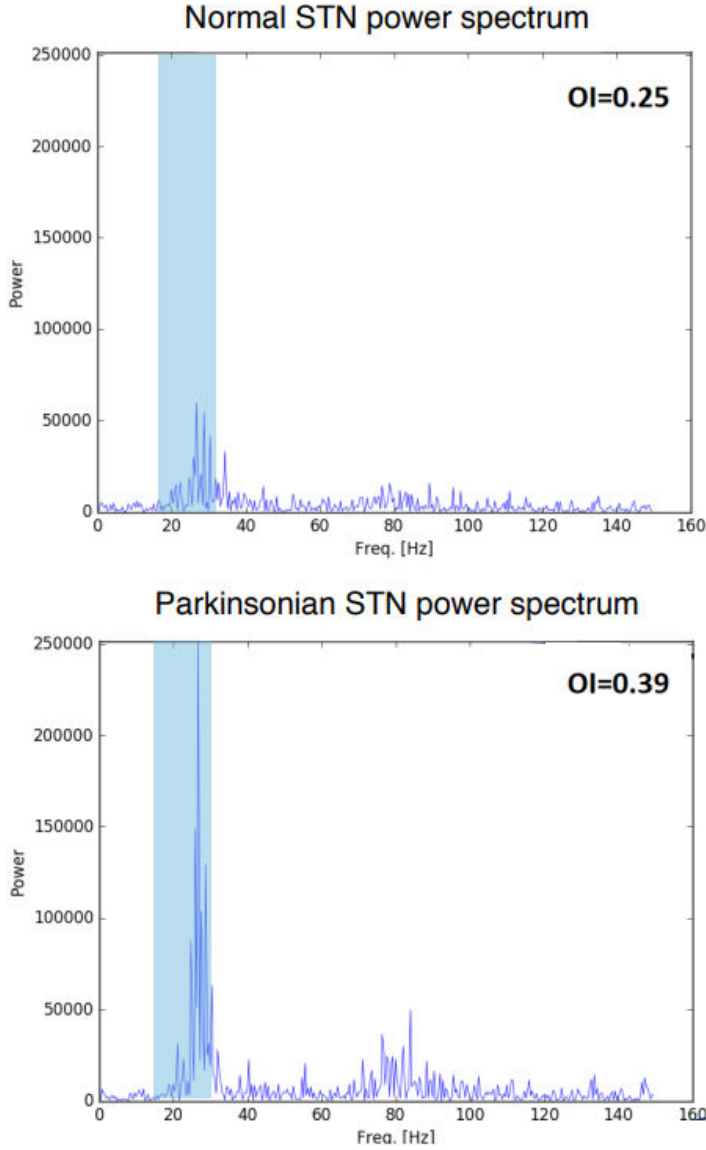 Normal STN power spectrum
250000
OI=0.25
200000
150000
Power
100000
50000
0
0 20 40 60 80 100 120 140 160
Freq. [Hz]
Parkinsonian STN power spectrum
250000
OI=0.39
200000
150000
Power
100000
50000
0
0 20 40 60 80 100 120 140 160
Freq. [Hz]